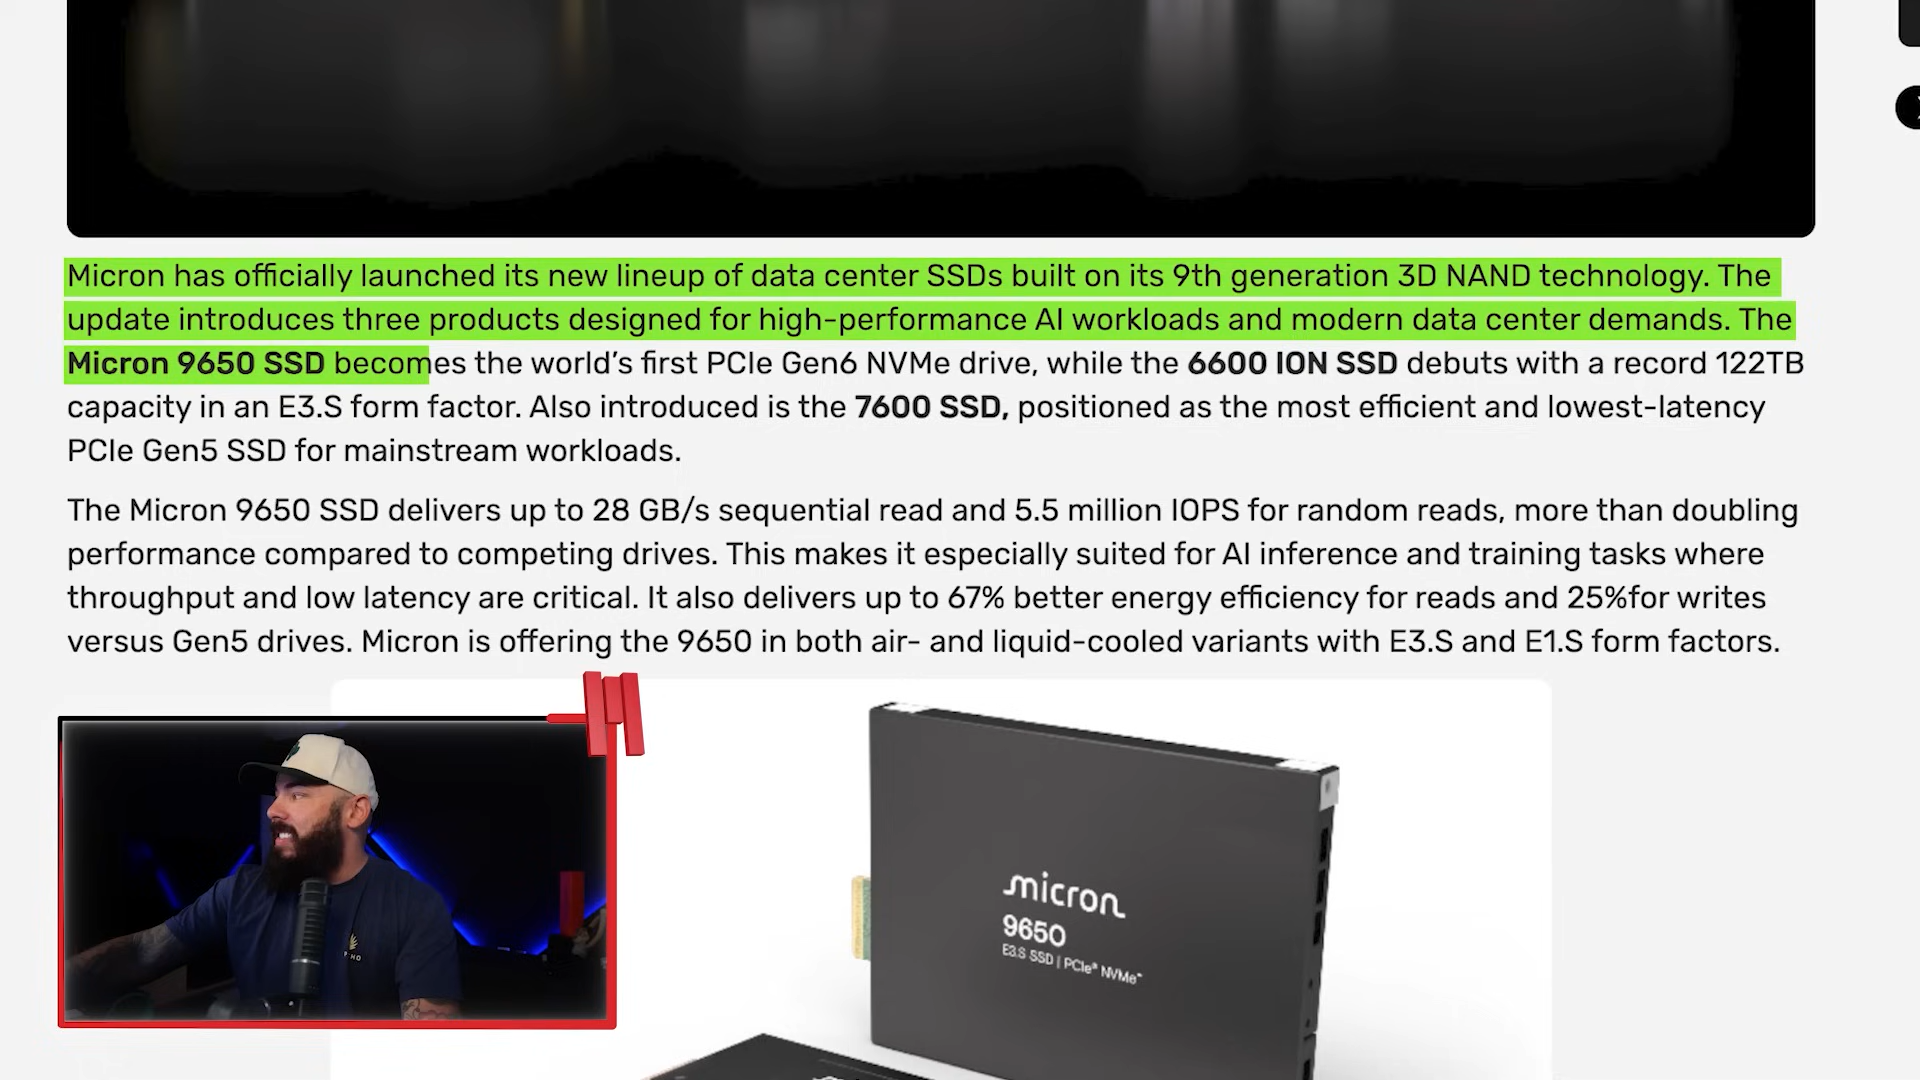 Micron has officially launched its new lineup of data center SSDs built on its 9th generation 3D NAND technology. The
update introduces three products designed for high-performance AI workloads and modern data center demands. The
Micron 9650 SSD becomes the world’s first PCIe Gen6 NVMe drive, while the 6600 ION SSD debuts with a record 122TB
capacity in an E3.S form factor. Also introduced is the 7600 SSD, positioned as the most efficient and lowest-latency
PCIe Gen5 SSD for mainstream workloads.
The Micron 9650 SSD delivers up to 28 GB/s sequential read and 5.5 million IOPS for random reads, more than doubling
performance compared to competing drives. This makes it especially suited for AI inference and training tasks where
throughput and low latency are critical. It also delivers up to 67% better energy efficiency for reads and 25%for writes
versus Gen5 drives. Micron is offering the 9650 in both air- and liquid-cooled variants with E3.S and E1.S form factors.
micron
9650
E3.S SSD | PCIe® NVMe™